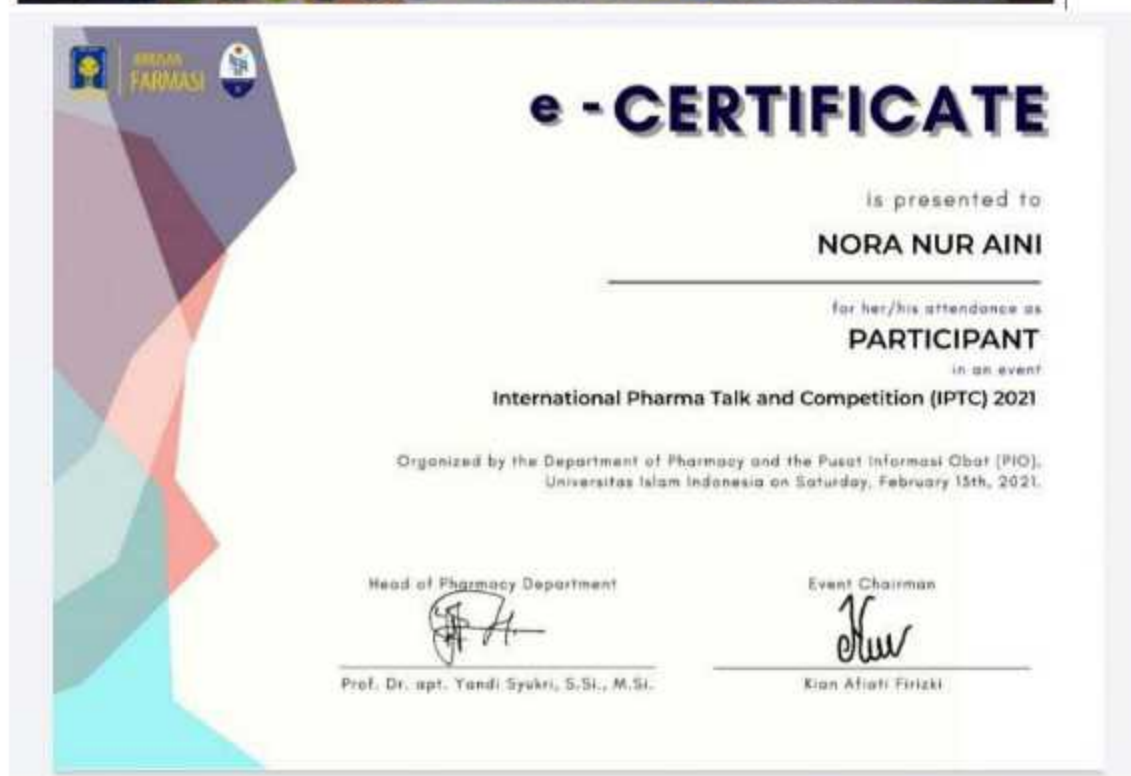 JURUSAN
FARMASI
e - CERTIFICATE
is presented to
NORA NUR AINI
for her/his attendance as
PARTICIPANT
in an event
International Pharma Talk and Competition (IPTC) 2021
Organized by the Department of Pharmacy and the Pusat Informasi Obat (PIO),
Universitas Islam Indonesia on Saturday, February 13th, 2021.
Head of Pharmacy Department
Event Chairman
Prof. Dr. apt. Yandi Syukri, S.Si., M.Si.
Kian Afiati Firizki